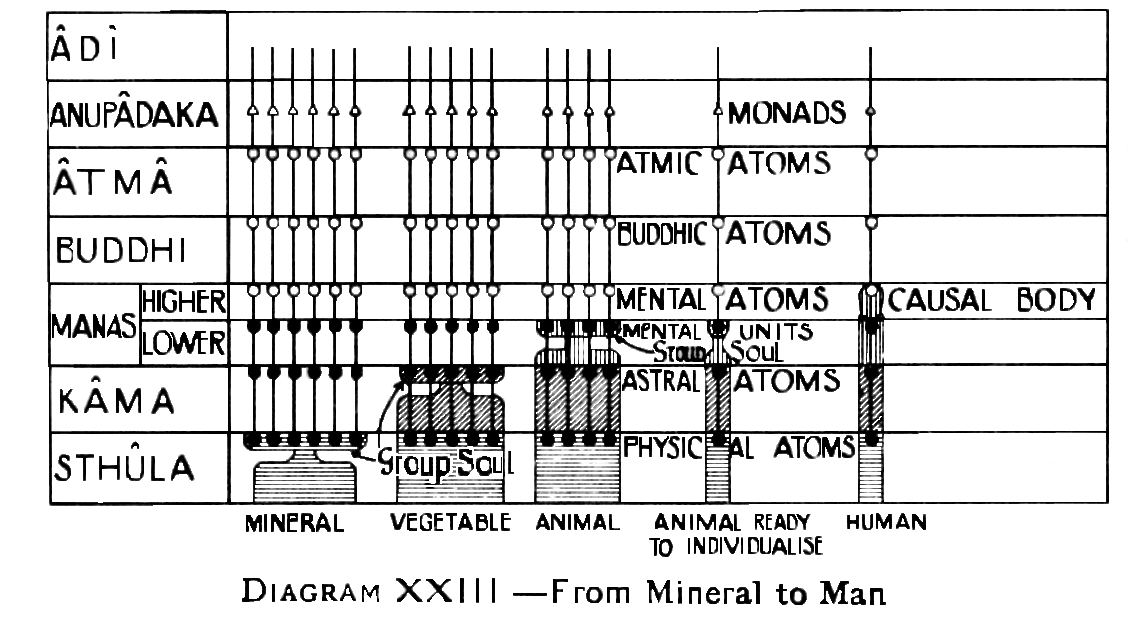 ÂDÌ
ANUPÂDAKA
MONADS
ÂTMÂ
ATMIC ATOMS
BUDDHI
BUDDHIC ATOMS
MANAS
HIGHER
MENTAL ATOMS
CAUSAL BODY
LOWER
MENTAL UNITS
Group Soul
KÂMA
ASTRAL ATOMS
STHÛLA
PHYSICAL ATOMS
Group Soul
MINERAL
VEGETABLE
ANIMAL
ANIMAL READY
TO INDIVIDUALISE
HUMAN
DIAGRAM XXIII —From Mineral to Man